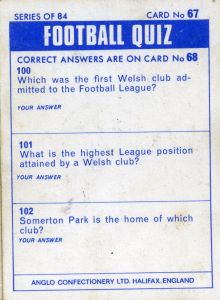 SERIES OF 84 CARD No 67
FOOTBALL QUIZ
CORRECT ANSWERS ARE ON CARD No 68
100
Which was the first Welsh club ad-
mitted to the Football League?
YOUR ANSWER
101
What is the highest League position
attained by a Welsh club?
YOUR ANSWER
102
Somerton Park is the home of which
club?
YOUR ANSWER
ANGLO CONFECTIONERY LTD. HALIFAX, ENGLAND